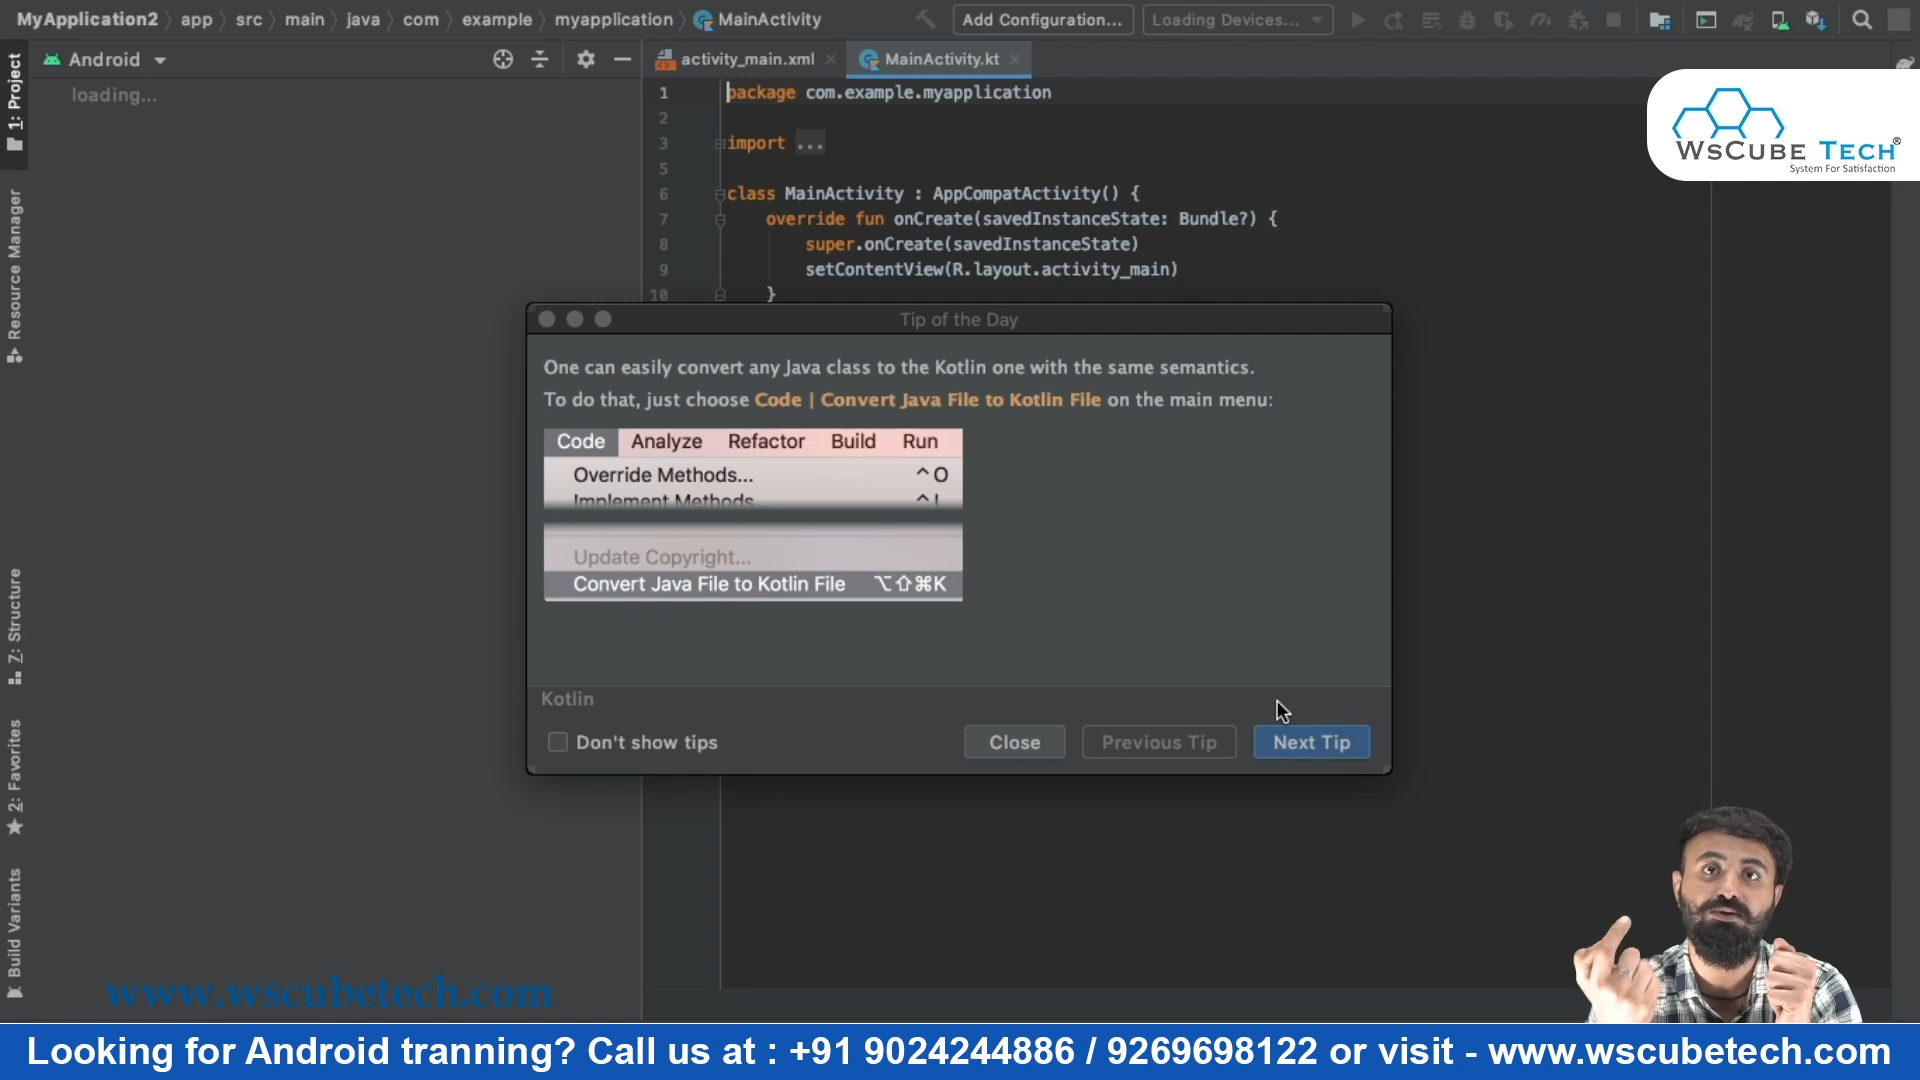 MyApplication2 app src main java com example myapplication MainActivity Add Configuration... Loading Devices...
1: Project
Resource Manager
Z: Structure
2: Favorites
Build Variants
Android
loading...
activity_main.xml MainActivity.kt
1 package com.example.myapplication
2
3 import ...
5
6 class MainActivity : AppCompatActivity() {
7 override fun onCreate(savedInstanceState: Bundle?) {
8 super.onCreate(savedInstanceState)
9 setContentView(R.layout.activity_main)
10 }
WsCube Tech®
System For Satisfaction
Tip of the Day
One can easily convert any Java class to the Kotlin one with the same semantics.
To do that, just choose Code | Convert Java File to Kotlin File on the main menu:
Code Analyze Refactor Build Run
Override Methods... ^O
Implement Methods... ^I
Update Copyright...
Convert Java File to Kotlin File ⌥⇧⌘K
Kotlin
Don't show tips Close Previous Tip Next Tip
www.wscubetech.com
Looking for Android tranning? Call us at : +91 9024244886 / 9269698122 or visit - www.wscubetech.com